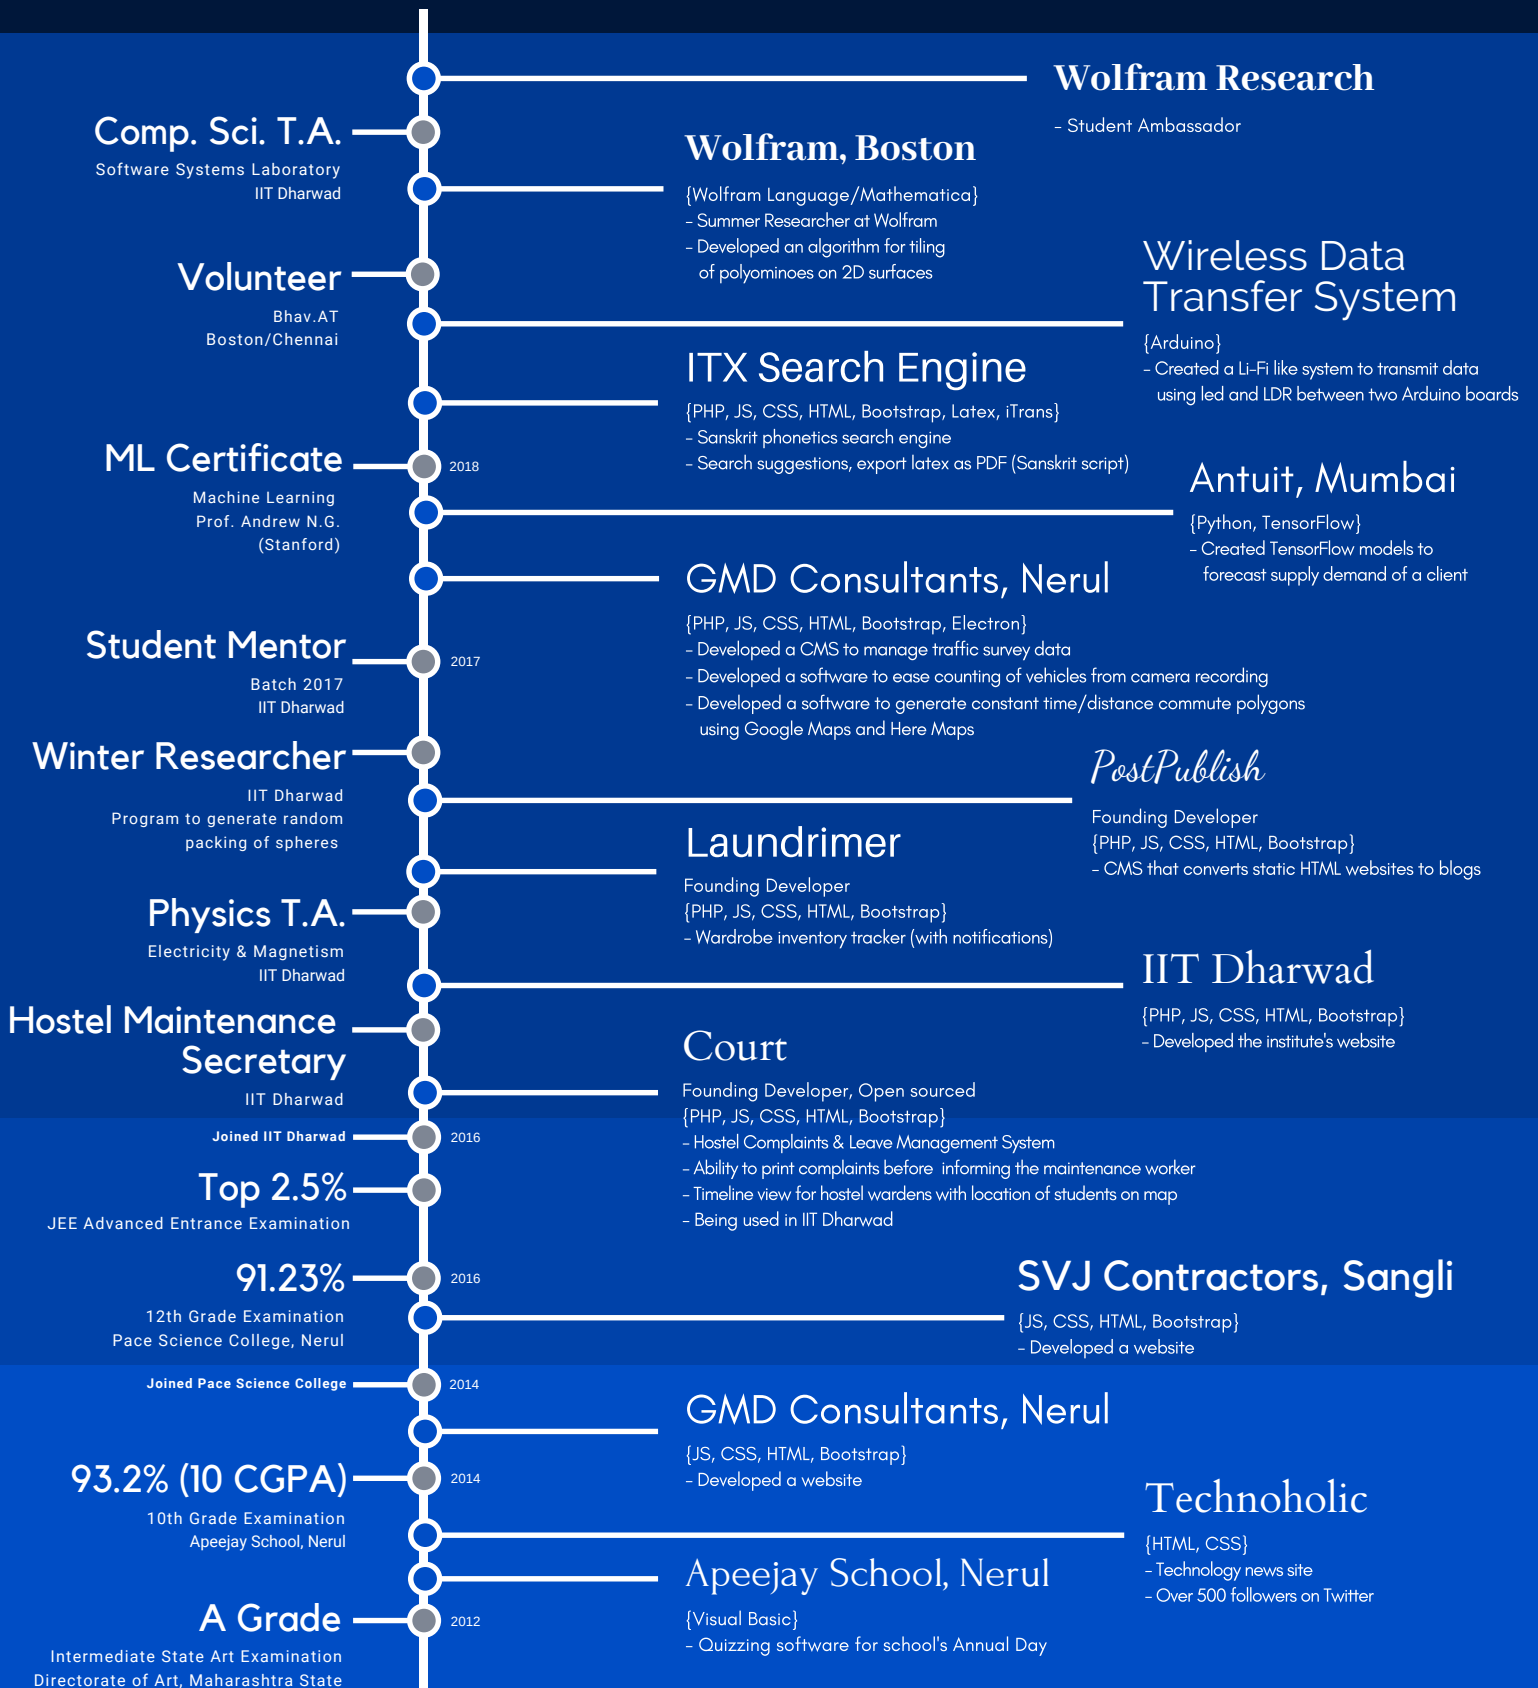 Wolfram Research
- Student Ambassador
Comp. Sci. T.A.
Software Systems Laboratory
IIT Dharwad
Wolfram, Boston
{Wolfram Language/Mathematica}
- Summer Researcher at Wolfram
- Developed an algorithm for tiling
of polyominoes on 2D surfaces
Volunteer
Bhav.AT
Boston/Chennai
Wireless Data
Transfer System
{Arduino}
- Created a Li-Fi like system to transmit data
using led and LDR between two Arduino boards
ITX Search Engine
{PHP, JS, CSS, HTML, Bootstrap, Latex, iTrans}
- Sanskrit phonetics search engine
- Search suggestions, export latex as PDF (Sanskrit script)
ML Certificate
2018
Machine Learning
Prof. Andrew N.G.
(Stanford)
Antuit, Mumbai
{Python, TensorFlow}
- Created TensorFlow models to
forecast supply demand of a client
GMD Consultants, Nerul
{PHP, JS, CSS, HTML, Bootstrap, Electron}
- Developed a CMS to manage traffic survey data
- Developed a software to ease counting of vehicles from camera recording
- Developed a software to generate constant time/distance commute polygons
using Google Maps and Here Maps
Student Mentor
2017
Batch 2017
IIT Dharwad
Winter Researcher
IIT Dharwad
Program to generate random
packing of spheres
PostPublish
Founding Developer
{PHP, JS, CSS, HTML, Bootstrap}
- CMS that converts static HTML websites to blogs
Laundrimer
Founding Developer
{PHP, JS, CSS, HTML, Bootstrap}
- Wardrobe inventory tracker (with notifications)
Physics T.A.
Electricity & Magnetism
IIT Dharwad
IIT Dharwad
{PHP, JS, CSS, HTML, Bootstrap}
- Developed the institute's website
Hostel Maintenance
Secretary
IIT Dharwad
Court
Founding Developer, Open sourced
{PHP, JS, CSS, HTML, Bootstrap}
- Hostel Complaints & Leave Management System
- Ability to print complaints before informing the maintenance worker
- Timeline view for hostel wardens with location of students on map
- Being used in IIT Dharwad
Joined IIT Dharwad
2016
Top 2.5%
JEE Advanced Entrance Examination
91.23%
2016
12th Grade Examination
Pace Science College, Nerul
SVJ Contractors, Sangli
{JS, CSS, HTML, Bootstrap}
- Developed a website
Joined Pace Science College
2014
GMD Consultants, Nerul
{JS, CSS, HTML, Bootstrap}
- Developed a website
93.2% (10 CGPA)
2014
10th Grade Examination
Apeejay School, Nerul
Technoholic
{HTML, CSS}
- Technology news site
- Over 500 followers on Twitter
Apeejay School, Nerul
{Visual Basic}
- Quizzing software for school's Annual Day
A Grade
2012
Intermediate State Art Examination
Directorate of Art, Maharashtra State